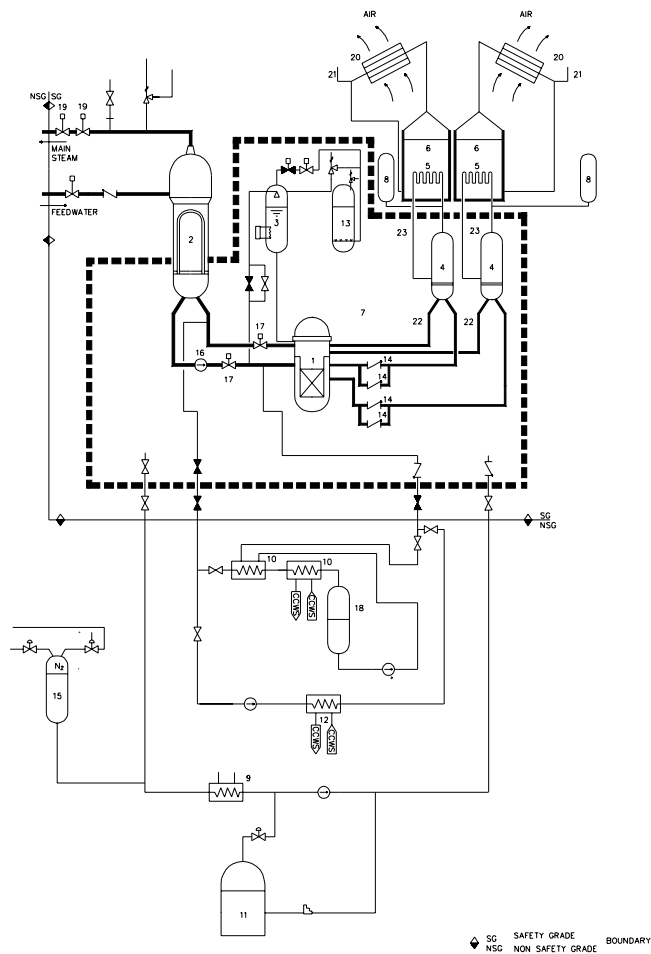 AIR
AIR
20
20
21
21
NSG SG
19
19
MAIN
STEAM
6
6
5
5
8
8
FEEDWATER
2
3
13
23
23
4
4
7
22
22
17
16
17
1
14
14
14
14
SG
NSG
10
10
CCWS
CCWS
18
N2
15
12
CCWS
CCWS
9
11
SG SAFETY GRADE
BOUNDARY
NSG NON SAFETY GRADE